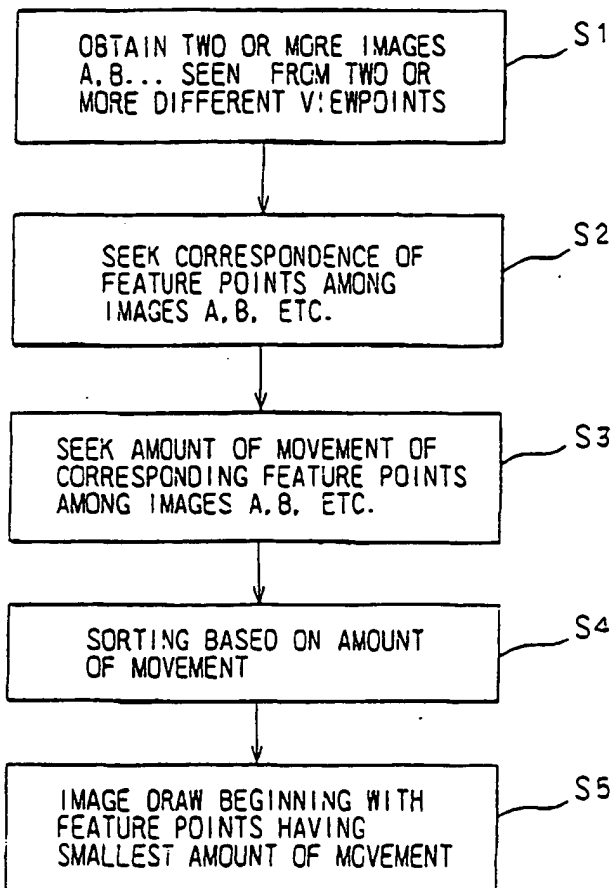 S1
OBTAIN TWO OR MORE IMAGES
A.B... SEEN FROM TWO OR
MORE DIFFERENT VIEWPOINTS
S2
SEEK CORRESPONDENCE OF
FEATURE POINTS AMONG
IMAGES A.B. ETC.
S3
SEEK AMOUNT OF MOVEMENT OF
CORRESPONDING FEATURE POINTS
AMONG IMAGES A.B. ETC.
S4
SORTING BASED ON AMOUNT
OF MOVEMENT
S5
IMAGE DRAW BEGINNING WITH
FEATURE POINTS HAVING
SMALLEST AMOUNT OF MOVEMENT